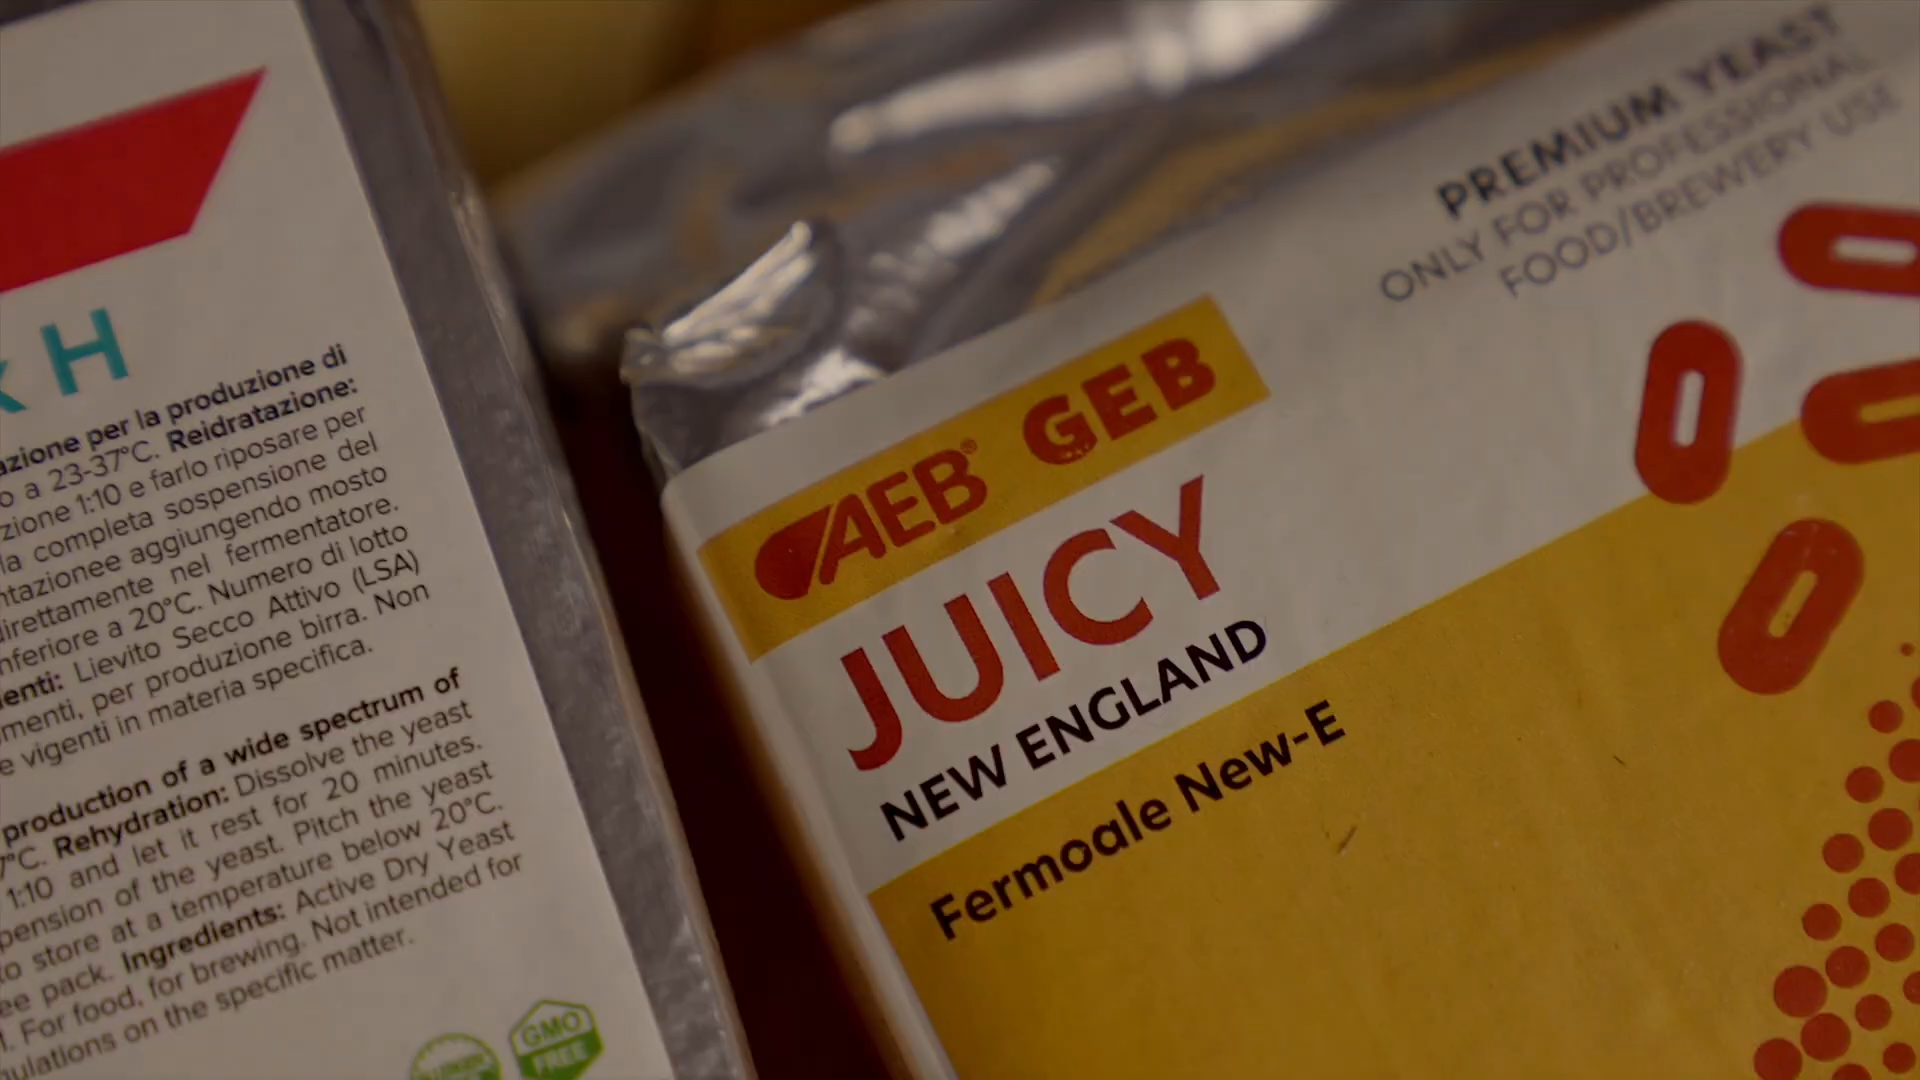 H
azione per la produzione di
o a 23-37°C. Reidratazione:
zione 1:10 e farlo riposare per
la completa sospensione del
ntazionee aggiungendo mosto
direttamente nel fermentatore.
nferiore a 20°C. Numero di lotto
ienti: Lievito Secco Attivo (LSA)
menti, per produzione birra. Non
e vigenti in materia specifica.
production of a wide spectrum of
7°C. Rehydration: Dissolve the yeast
1:10 and let it rest for 20 minutes.
pension of the yeast. Pitch the yeast
to store at a temperature below 20°C.
ee pack. Ingredients: Active Dry Yeast
. For food, for brewing. Not intended for
ulations on the specific matter.
GMO
FREE
PREMIUM YEAST
ONLY FOR PROFESSIONAL
FOOD/BREWERY USE
AEB® GEB
JUICY
NEW ENGLAND
Fermoale New-E